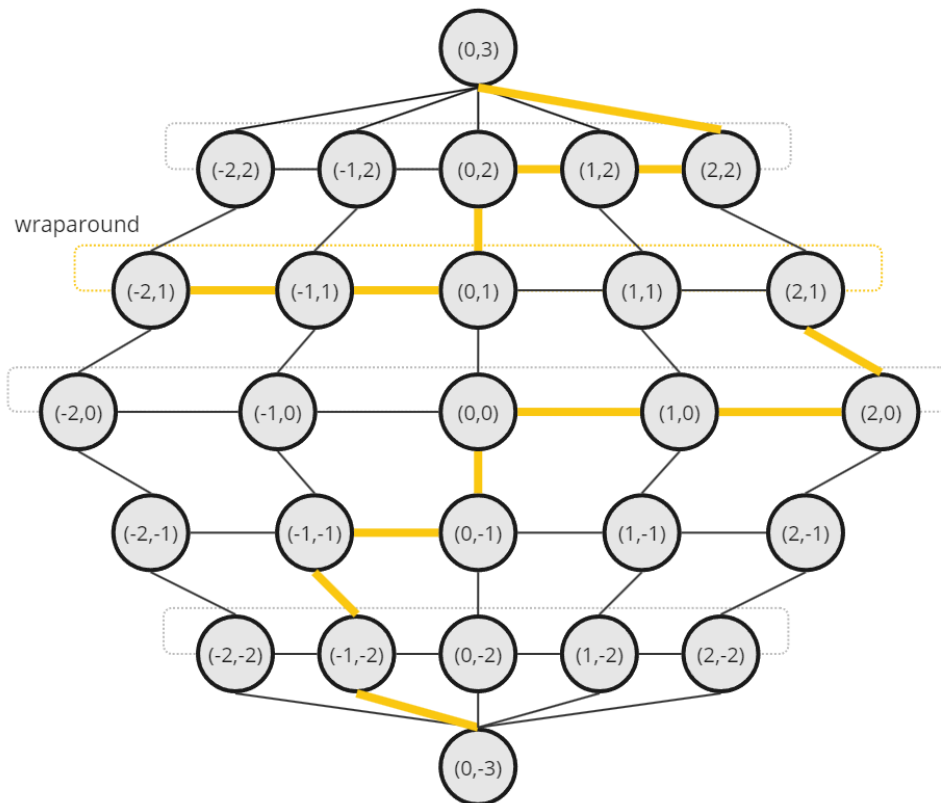 (0,3)
(-2,2) (-1,2) (0,2) (1,2) (2,2)
wraparound
(-2,1) (-1,1) (0,1) (1,1) (2,1)
(-2,0) (-1,0) (0,0) (1,0) (2,0)
(-2,-1) (-1,-1) (0,-1) (1,-1) (2,-1)
(-2,-2) (-1,-2) (0,-2) (1,-2) (2,-2)
(0,-3)